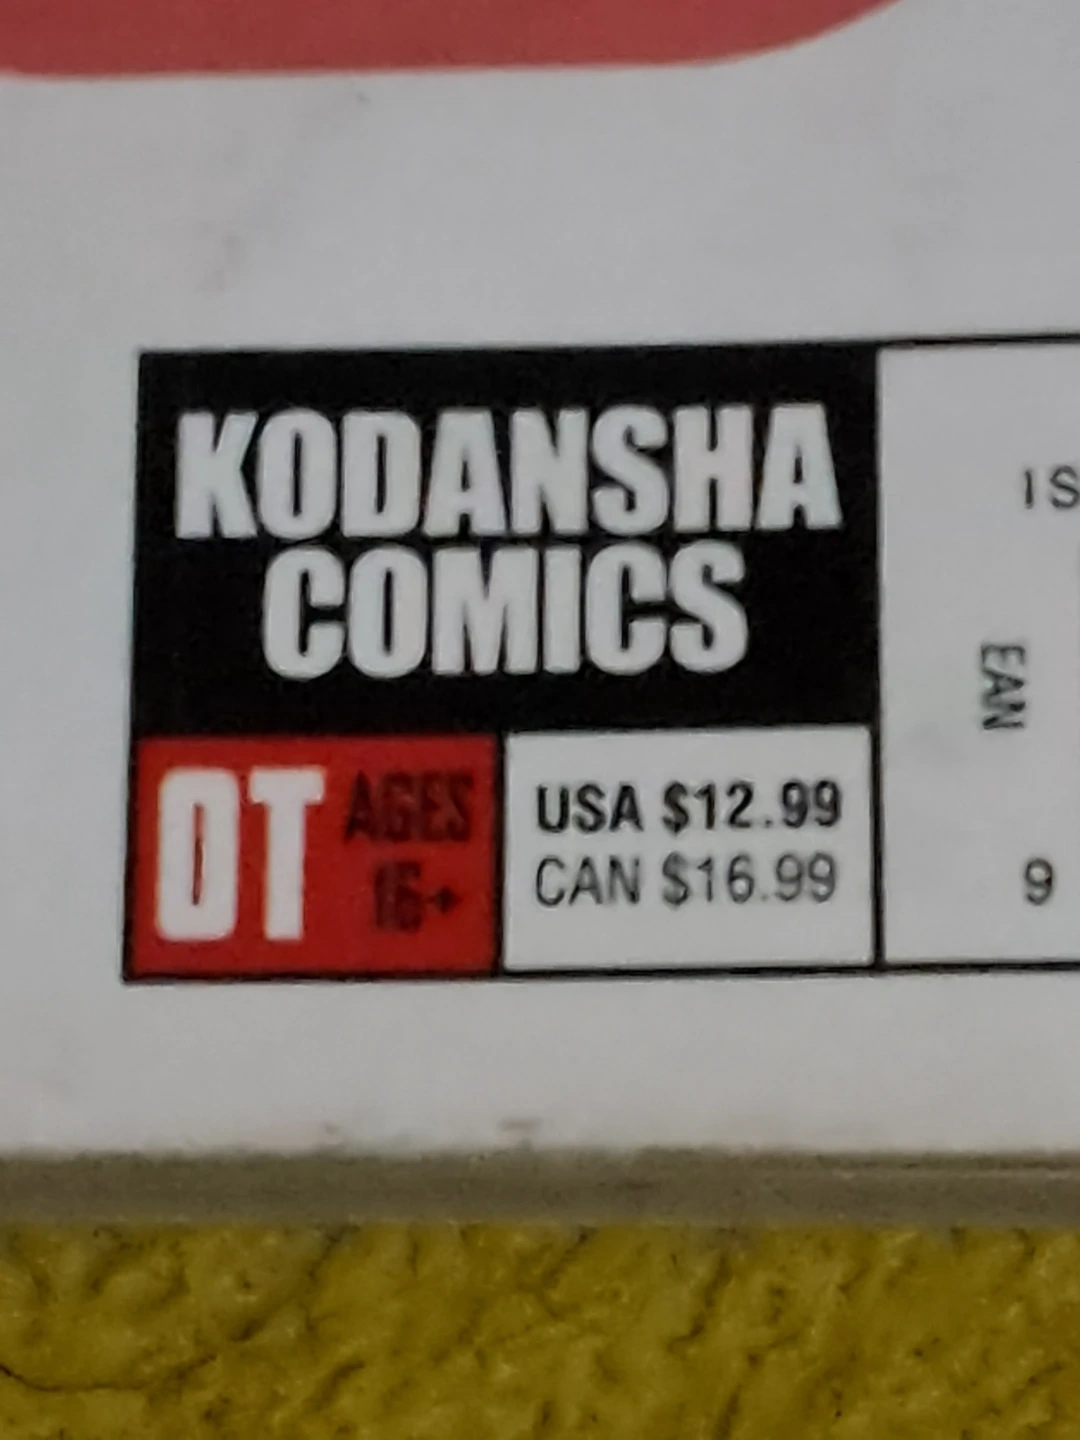 KODANSHA
COMICS
OT AGES
16+
USA $12.99
CAN $16.99
IS
EAN
9